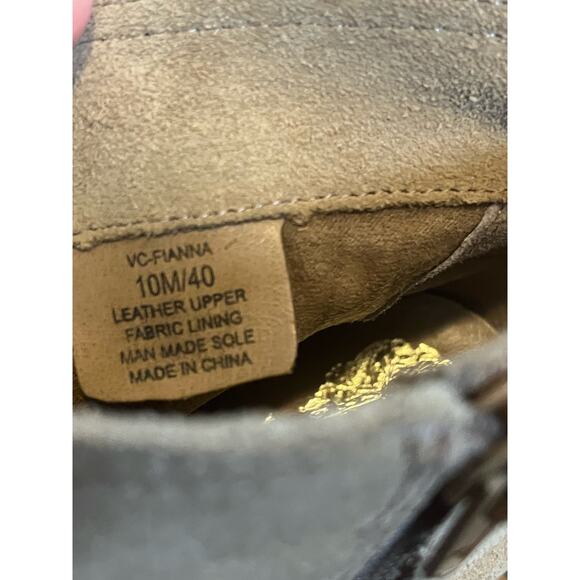 VC-FIANNA
10M/40
LEATHER UPPER
FABRIC LINING
MAN MADE SOLE
MADE IN CHINA